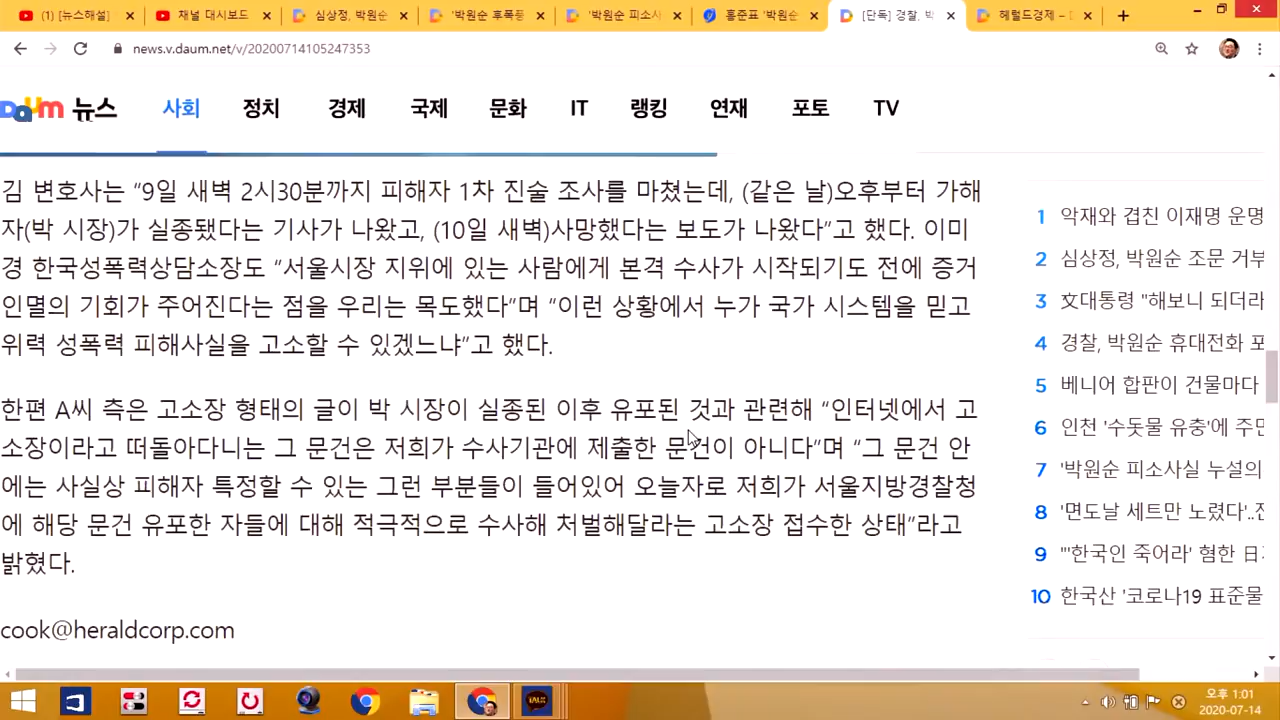 (1) [뉴스해설]
채널 대시보드
심상정, 박원순
'박원순 후폭풍
'박원순 피소사
홍준표 '박원순
[단독] 경찰, 박
헤럴드경제 –
news.v.daum.net/v/20200714105247353
Daum 뉴스 사회 정치 경제 국제 문화 IT 랭킹 연재 포토 TV
김 변호사는 “9일 새벽 2시30분까지 피해자 1차 진술 조사를 마쳤는데, (같은 날)오후부터 가해
자(박 시장)가 실종됐다는 기사가 나왔고, (10일 새벽)사망했다는 보도가 나왔다”고 했다. 이미
경 한국성폭력상담소장도 “서울시장 지위에 있는 사람에게 본격 수사가 시작되기도 전에 증거
인멸의 기회가 주어진다는 점을 우리는 목도했다”며 “이런 상황에서 누가 국가 시스템을 믿고
위력 성폭력 피해사실을 고소할 수 있겠느냐”고 했다.
한편 A씨 측은 고소장 형태의 글이 박 시장이 실종된 이후 유포된 것과 관련해 “인터넷에서 고
소장이라고 떠돌아다니는 그 문건은 저희가 수사기관에 제출한 문건이 아니다”며 “그 문건 안
에는 사실상 피해자 특정할 수 있는 그런 부분들이 들어있어 오늘자로 저희가 서울지방경찰청
에 해당 문건 유포한 자들에 대해 적극적으로 수사해 처벌해달라는 고소장 접수한 상태”라고
밝혔다.
cook@heraldcorp.com
1 악재와 겹친 이재명 운명
2 심상정, 박원순 조문 거부
3 文대통령 "해보니 되더라
4 경찰, 박원순 휴대전화 포
5 베니어 합판이 건물마다
6 인천 '수돗물 유충'에 주민
7 '박원순 피소사실 누설의
8 '면도날 세트만 노렸다'..
9 "'한국인 죽어라' 혐한 日
10 한국산 '코로나19 표준물
TALK
오후 1:01
2020-07-14